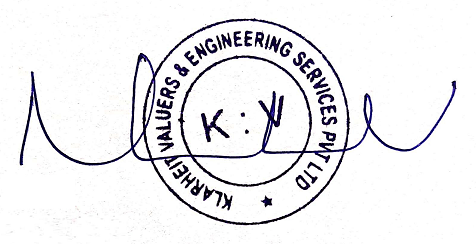 KLARHEIT VALUERS & ENGINEERING SERVICES PVT LTD
K : V